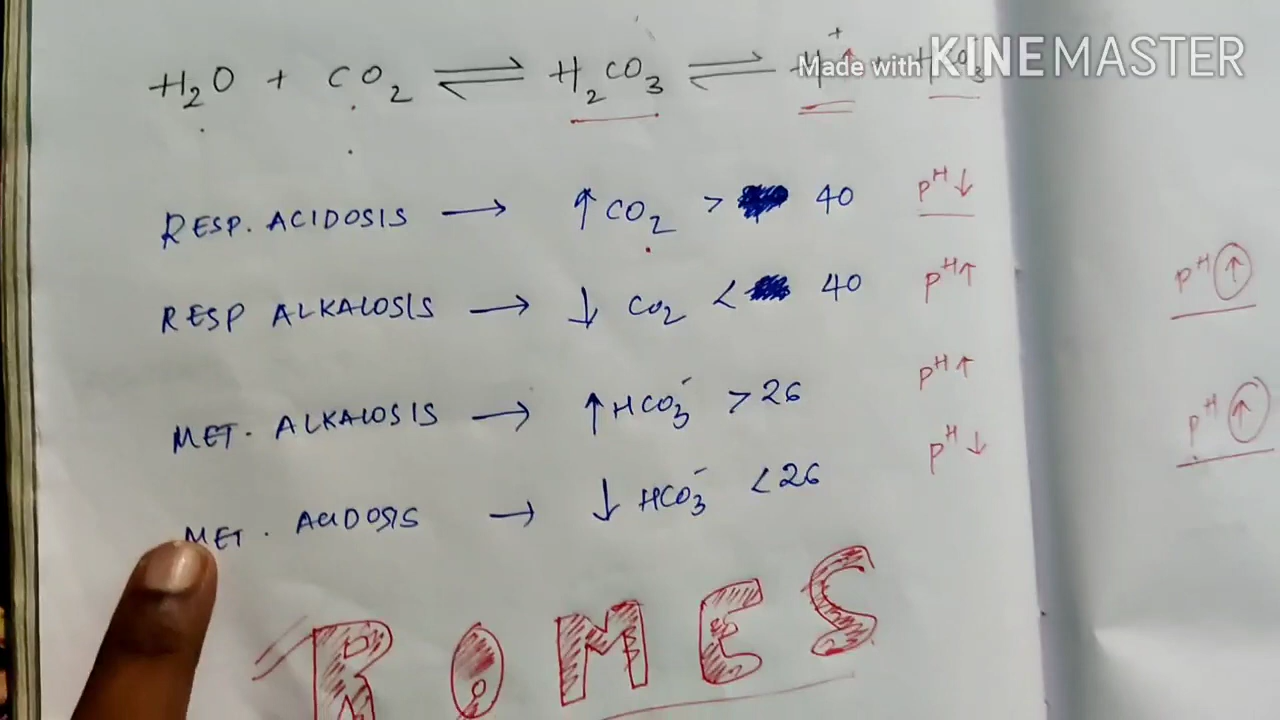 H2O + CO2 ⇌ H2CO3 ⇌ H+ ↑ + HCO3
Made with KINEMASTER
RESP. ACIDOSIS → ↑ CO2 > 40 pH↓
RESP ALKALOSIS → ↓ CO2 < 40 pH↑
pH ↑
MET. ALKALOSIS → ↑ HCO3- > 26 pH↑
pH ↑
MET. ACIDOSIS → ↓ HCO3- < 26 pH↓
ROMES